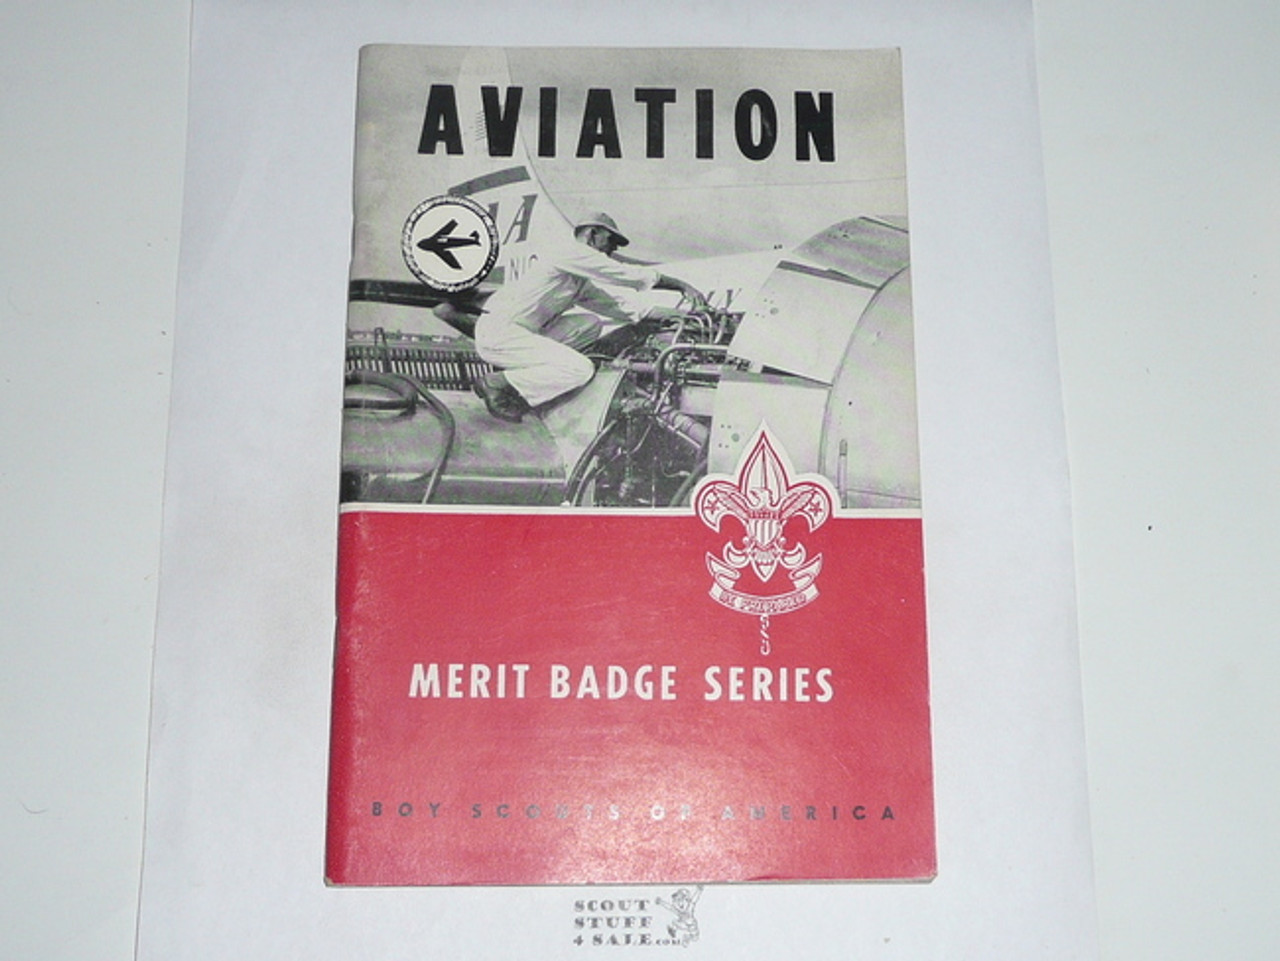 AVIATION
MERIT BADGE SERIES
BOY SCOUTS OF AMERICA
SCOUT
STUFF
4 SALE.COM